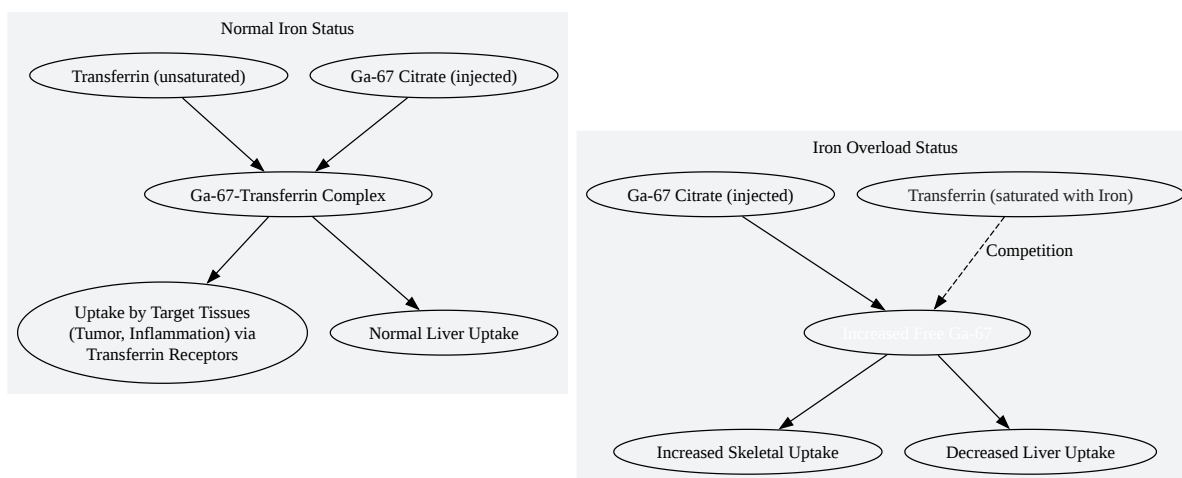 Normal Iron Status
Transferrin (unsaturated)
Ga-67 Citrate (injected)
Ga-67-Transferrin Complex
Uptake by Target Tissues
(Tumor, Inflammation) via
Transferrin Receptors
Normal Liver Uptake
Iron Overload Status
Ga-67 Citrate (injected)
Transferrin (saturated with Iron)
Competition
Increased Free Ga-67
Increased Skeletal Uptake
Decreased Liver Uptake